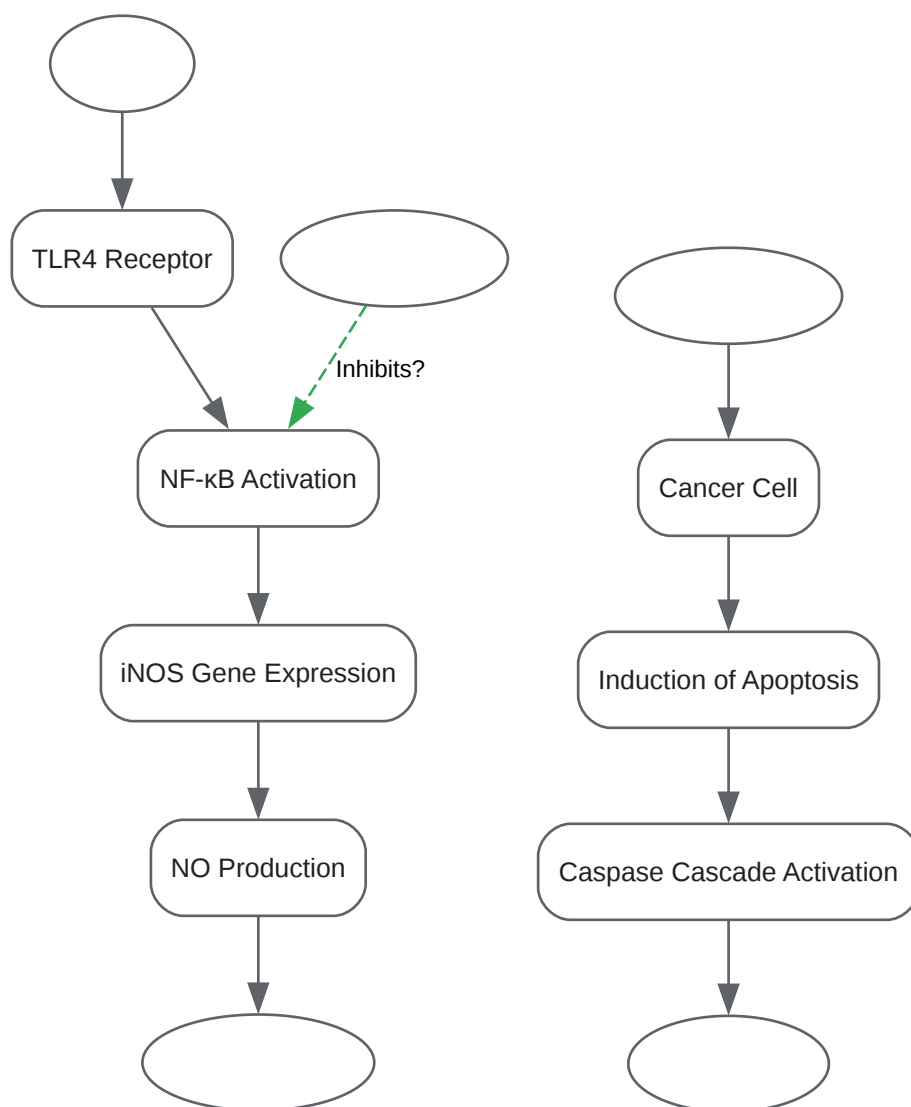 TLR4 Receptor
Inhibits?
NF-κB Activation
iNOS Gene Expression
NO Production
Cancer Cell
Induction of Apoptosis
Caspase Cascade Activation